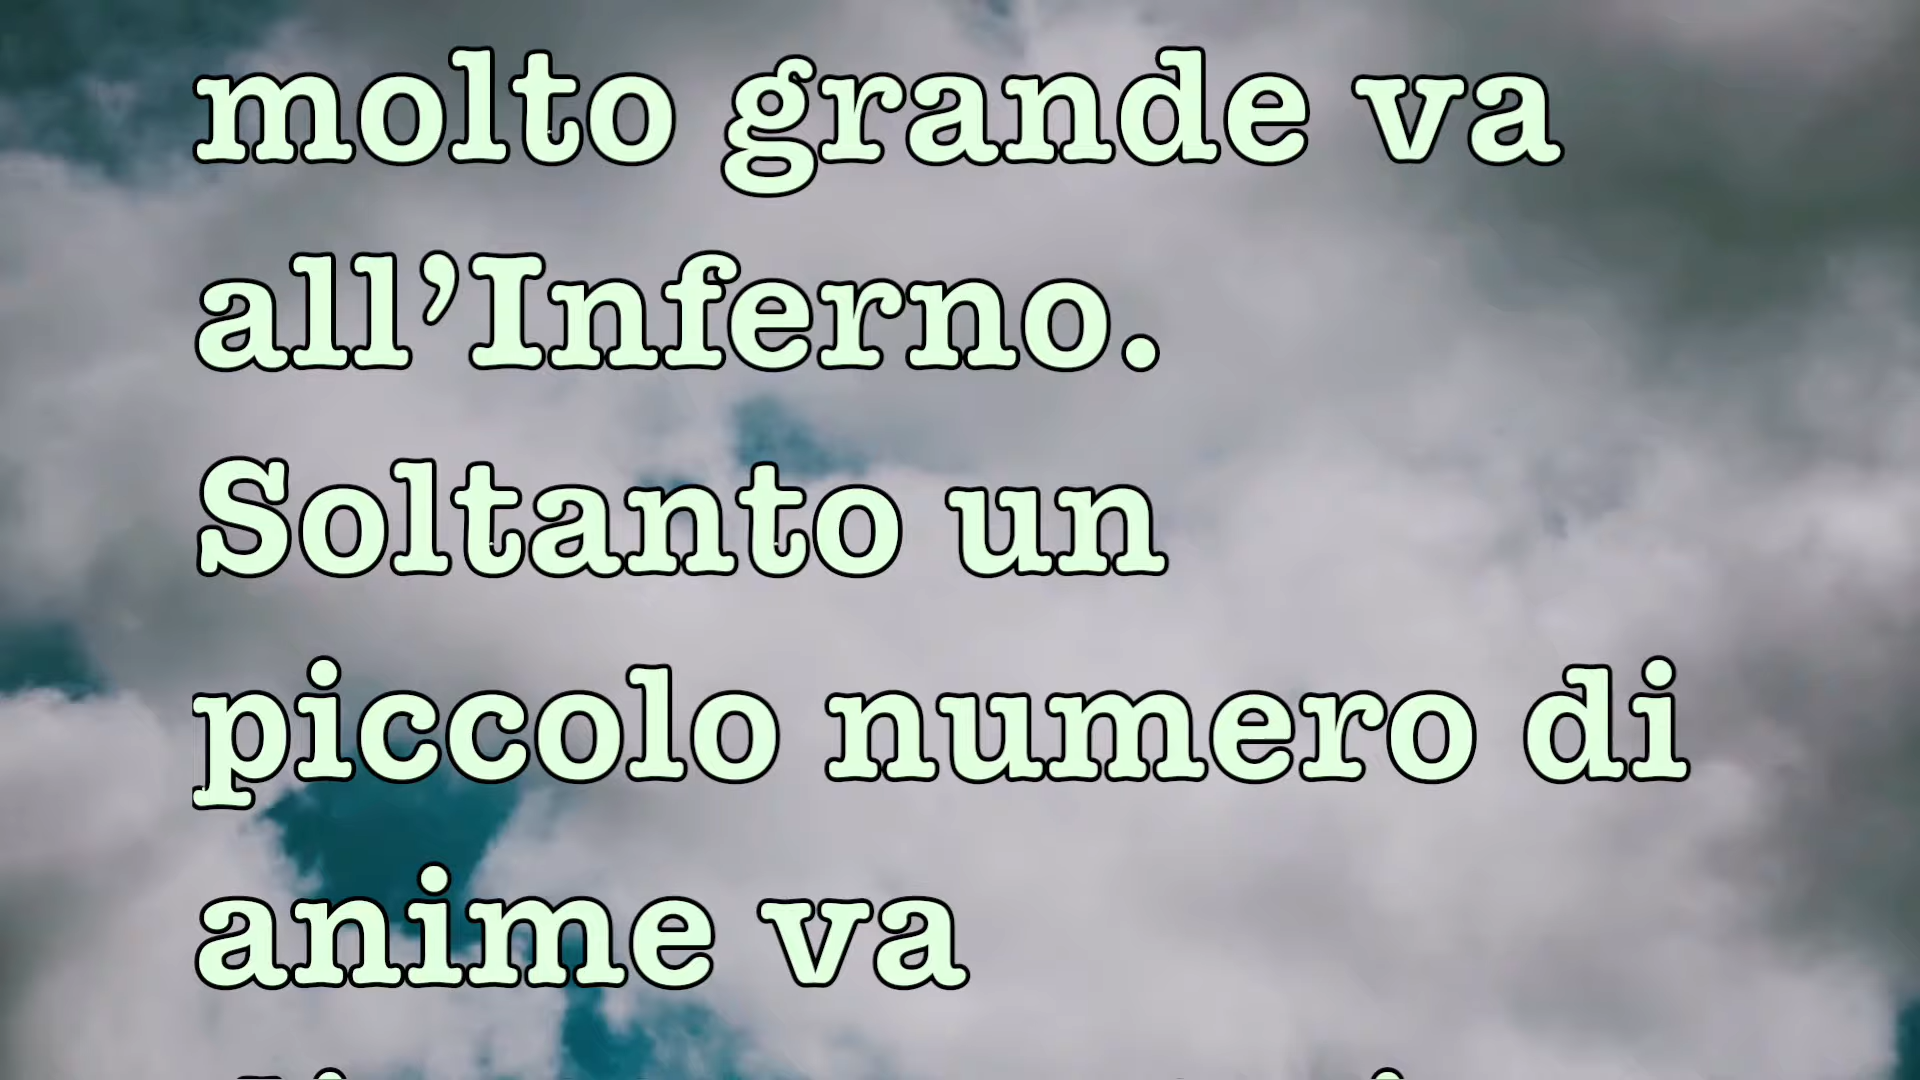 molto grande va
all’Inferno.
Soltanto un
piccolo numero di
anime va